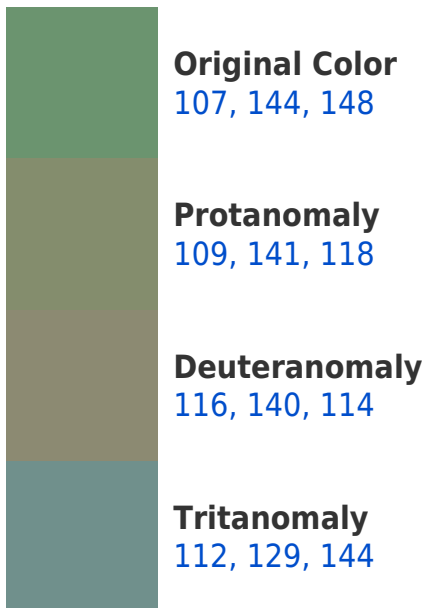 Original Color
107, 144, 148
Protanomaly
109, 141, 118
Deuteranomaly
116, 140, 114
Tritanomaly
112, 129, 144